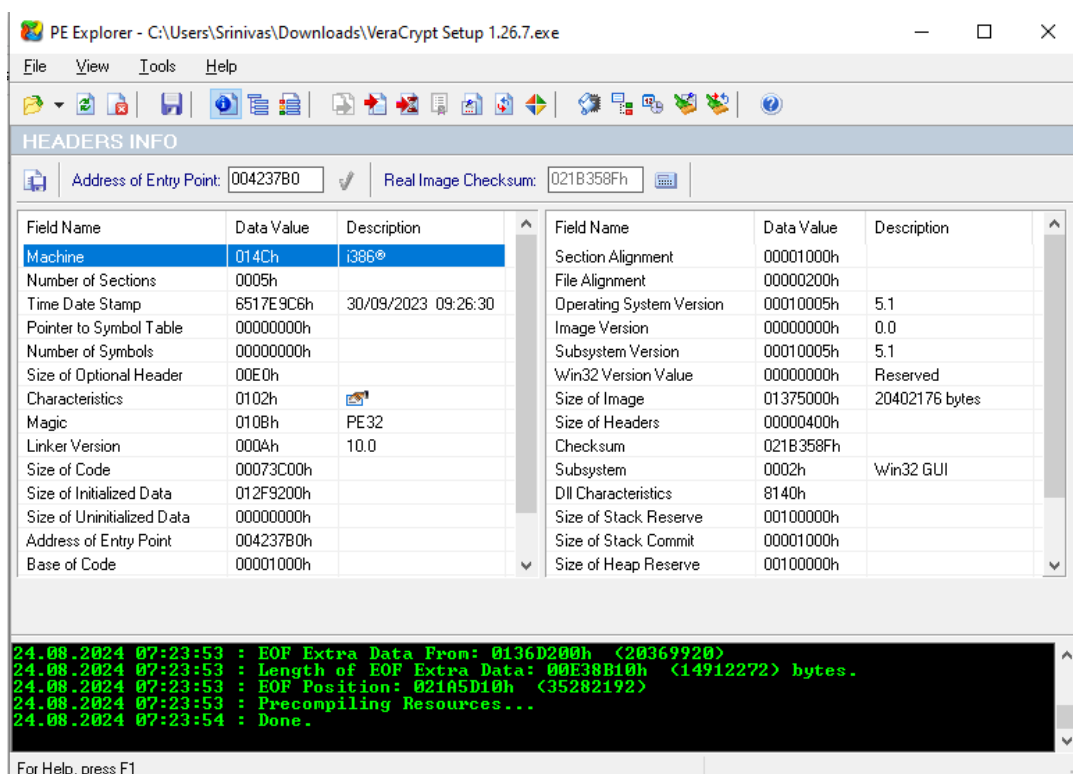 PE Explorer - C:\Users\Srinivas\Downloads\VeraCrypt Setup 1.26.7.exe
File View Tools Help
HEADERS INFO
Address of Entry Point: 004237B0 Real Image Checksum: 021B358Fh
Field Name Data Value Description
Machine 014Ch i386®
Number of Sections 0005h
Time Date Stamp 6517E9C6h 30/09/2023 09:26:30
Pointer to Symbol Table 00000000h
Number of Symbols 00000000h
Size of Optional Header 00E0h
Characteristics 0102h
Magic 010Bh PE32
Linker Version 000Ah 10.0
Size of Code 00073C00h
Size of Initialized Data 012F9200h
Size of Uninitialized Data 00000000h
Address of Entry Point 004237B0h
Base of Code 00001000h
Field Name Data Value Description
Section Alignment 00001000h
File Alignment 00000200h
Operating System Version 00010005h 5.1
Image Version 00000000h 0.0
Subsystem Version 00010005h 5.1
Win32 Version Value 00000000h Reserved
Size of Image 01375000h 20402176 bytes
Size of Headers 00000400h
Checksum 021B358Fh
Subsystem 0002h Win32 GUI
Dll Characteristics 8140h
Size of Stack Reserve 00100000h
Size of Stack Commit 00001000h
Size of Heap Reserve 00100000h
24.08.2024 07:23:53 : EOF Extra Data From: 0136D200h (20369920)
24.08.2024 07:23:53 : Length of EOF Extra Data: 00E38B10h (14912272) bytes.
24.08.2024 07:23:53 : EOF Position: 021A5D10h (35282192)
24.08.2024 07:23:53 : Precompiling Resources...
24.08.2024 07:23:54 : Done.
For Help, press F1